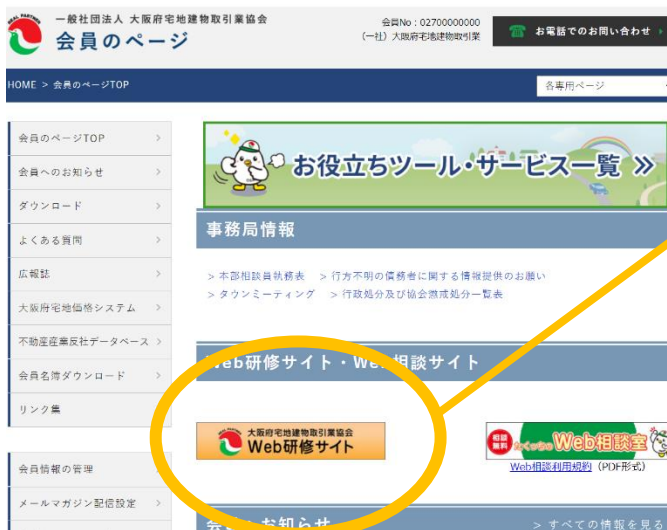 一般社団法人 大阪府宅地建物取引業協会
会員のページ
会員No：02700000000
(一社) 大阪府宅地建物取引業
お電話でのお問い合わせ
HOME > 会員のページTOP
各専用ページ
会員のページTOP
会員へのお知らせ
ダウンロード
よくある質問
広報誌
大阪府宅地価格システム
不動産産業反社データベース
会員名簿ダウンロード
リンク集
会員情報の管理
メールマガジン配信設定
お役立ちツール・サービス一覧 ≫
事務局情報
> 本部相談員執務表 > 行方不明の債務者に関する情報提供のお願い
> タウンミーティング > 行政処分及び協会懲戒処分一覧表
Web研修サイト・Web相談サイト
大阪府宅地建物取引業協会
Web研修サイト
相談無料
Web相談室
Web相談利用規約 (PDF形式)
お知らせ
> すべての情報を見る